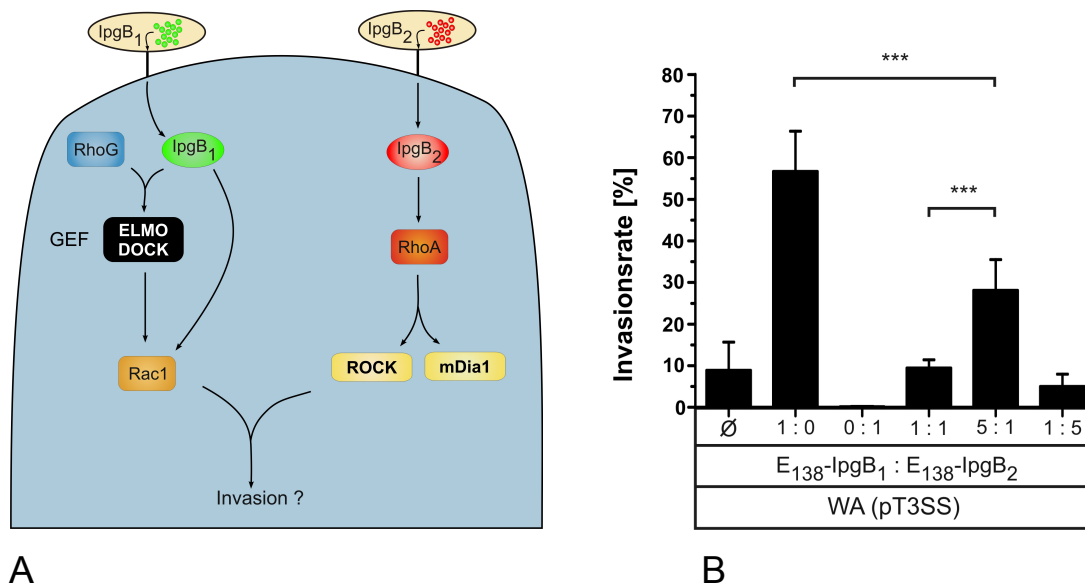 IpgB1
IpgB2
RhoG
IpgB1
IpgB2
GEF
ELMO
DOCK
RhoA
Rac1
ROCK
mDia1
Invasion ?
A
Invasionsrate [%]
80
70
60
50
40
30
20
10
0
***
***
Ø
1 : 0
0 : 1
1 : 1
5 : 1
1 : 5
E138-IpgB1 : E138-IpgB2
WA (pT3SS)
B